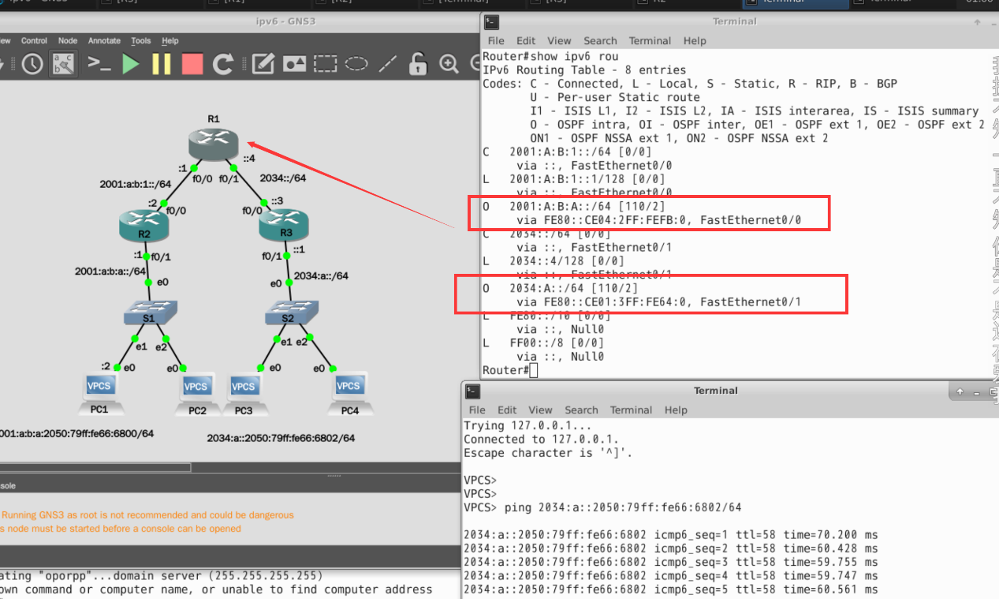 ipv6 - GNS3
Control Node Annotate Tools Help
R1
::4
:1
f0/0 f0/1
2034::/64
2001:a:b:1::/64
:2
f0/0
f0/0
::3
R2
R3
:1
f0/1
f0/1
::1
2001:a:b:a::/64
e0
e0
2034:a::/64
S1
S2
e1 e2
e1 e2
:2
e0
e0
e0
e0
VPCS
VPCS
VPCS
VPCS
PC1
PC2
PC3
PC4
001:a:b:a:2050:79ff:fe66:6800/64
2034:a::2050:79ff:fe66:6802/64
Running GNS3 as root is not recommended and could be dangerous
s node must be started before a console can be opened
ating "oporpp"...domain server (255.255.255.255)
own command or computer name, or unable to find computer address
Terminal
File Edit View Search Terminal Help
Router#show ipv6 rou
IPv6 Routing Table - 8 entries
Codes: C - Connected, L - Local, S - Static, R - RIP, B - BGP
U - Per-user Static route
I1 - ISIS L1, I2 - ISIS L2, IA - ISIS interarea, IS - ISIS summary
O - OSPF intra, OI - OSPF inter, OE1 - OSPF ext 1, OE2 - OSPF ext 2
ON1 - OSPF NSSA ext 1, ON2 - OSPF NSSA ext 2
C 2001:A:B:1::/64 [0/0]
via ::, FastEthernet0/0
L 2001:A:B:1::1/128 [0/0]
via ::, FastEthernet0/0
O 2001:A:B:A::/64 [110/2]
via FE80::CE04:2FF:FEFB:0, FastEthernet0/0
C 2034::/64 [0/0]
via ::, FastEthernet0/1
L 2034::4/128 [0/0]
via ::, FastEthernet0/1
O 2034:A::/64 [110/2]
via FE80::CE01:3FF:FE64:0, FastEthernet0/1
L FE80::/10 [0/0]
via ::, Null0
L FF00::/8 [0/0]
via ::, Null0
Router#
Terminal
File Edit View Search Terminal Help
Trying 127.0.0.1...
Connected to 127.0.0.1.
Escape character is '^]'.
VPCS>
VPCS>
VPCS> ping 2034:a::2050:79ff:fe66:6802/64
2034:a::2050:79ff:fe66:6802 icmp6_seq=1 ttl=58 time=70.200 ms
2034:a::2050:79ff:fe66:6802 icmp6_seq=2 ttl=58 time=60.428 ms
2034:a::2050:79ff:fe66:6802 icmp6_seq=3 ttl=58 time=59.755 ms
2034:a::2050:79ff:fe66:6802 icmp6_seq=4 ttl=58 time=59.747 ms
2034:a::2050:79ff:fe66:6802 icmp6_seq=5 ttl=58 time=60.561 ms